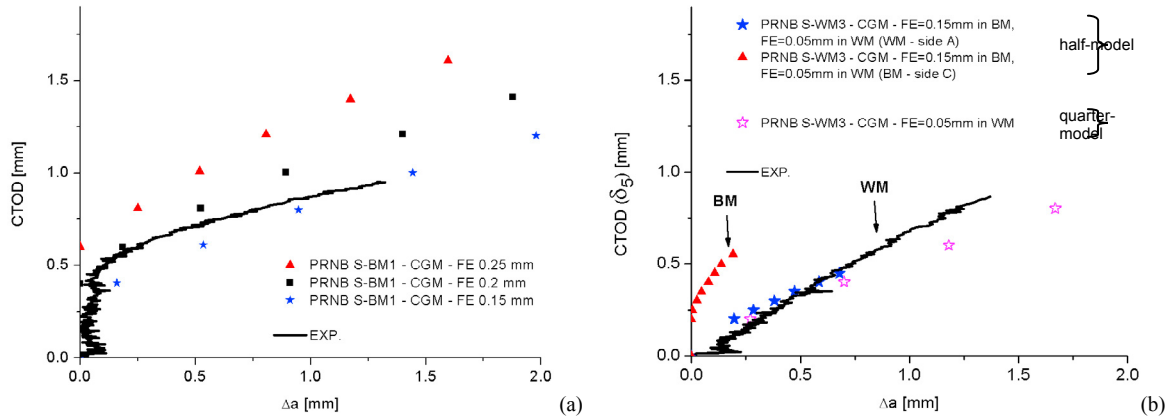 1.5
1.0
0.5
0.0
CTOD [mm]
PRNB S-BM1 - CGM - FE 0.25 mm
PRNB S-BM1 - CGM - FE 0.2 mm
PRNB S-BM1 - CGM - FE 0.15 mm
EXP.
0.0 0.5 1.0 1.5 2.0
Δa [mm]
(a)
PRNB S-WM3 - CGM - FE=0.15mm in BM,
FE=0.05mm in WM (WM - side A)
PRNB S-WM3 - CGM - FE=0.15mm in BM,
FE=0.05mm in WM (BM - side C)
half-model
PRNB S-WM3 - CGM - FE=0.05mm in WM
quarter-
model
EXP.
BM
WM
1.5
1.0
0.5
0.0
CTOD (δ5) [mm]
0.0 0.5 1.0 1.5 2.0
Δa [mm]
(b)